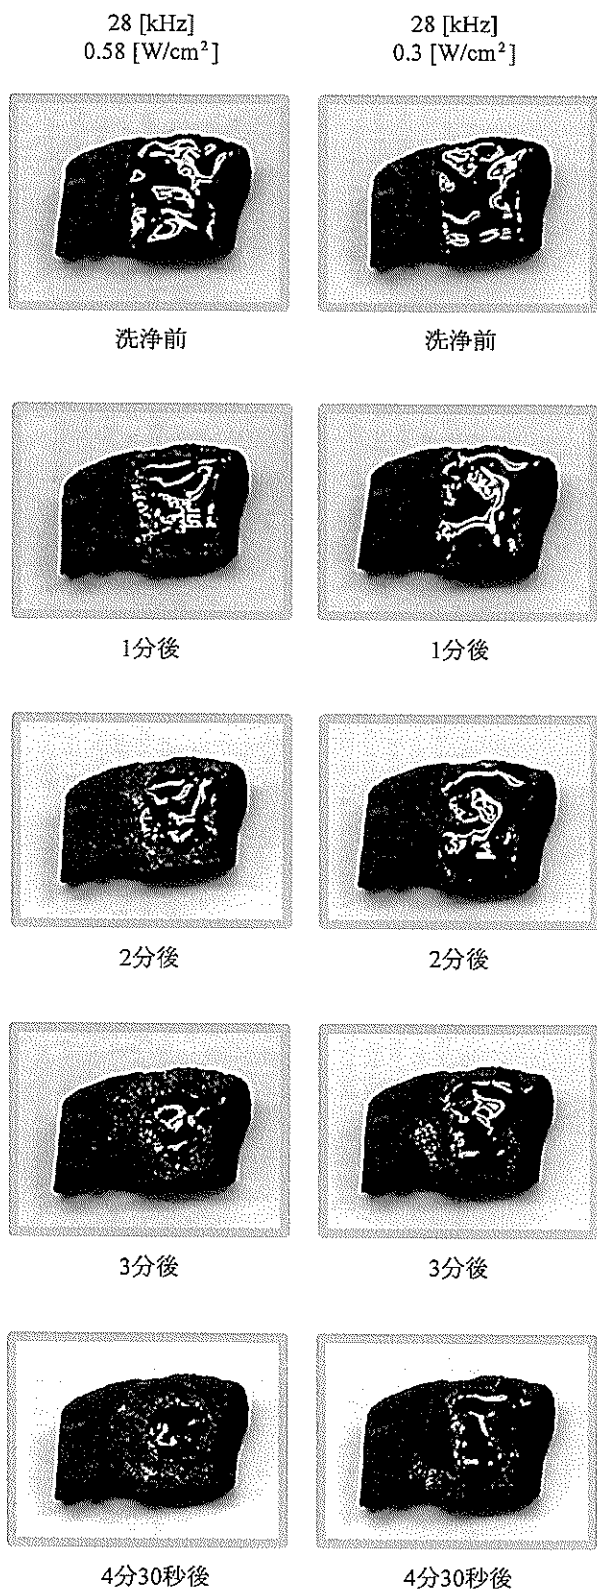 28 [kHz]
0.58 [W/cm²]
28 [kHz]
0.3 [W/cm²]
洗浄前
洗浄前
1分後
1分後
2分後
2分後
3分後
3分後
4分30秒後
4分30秒後